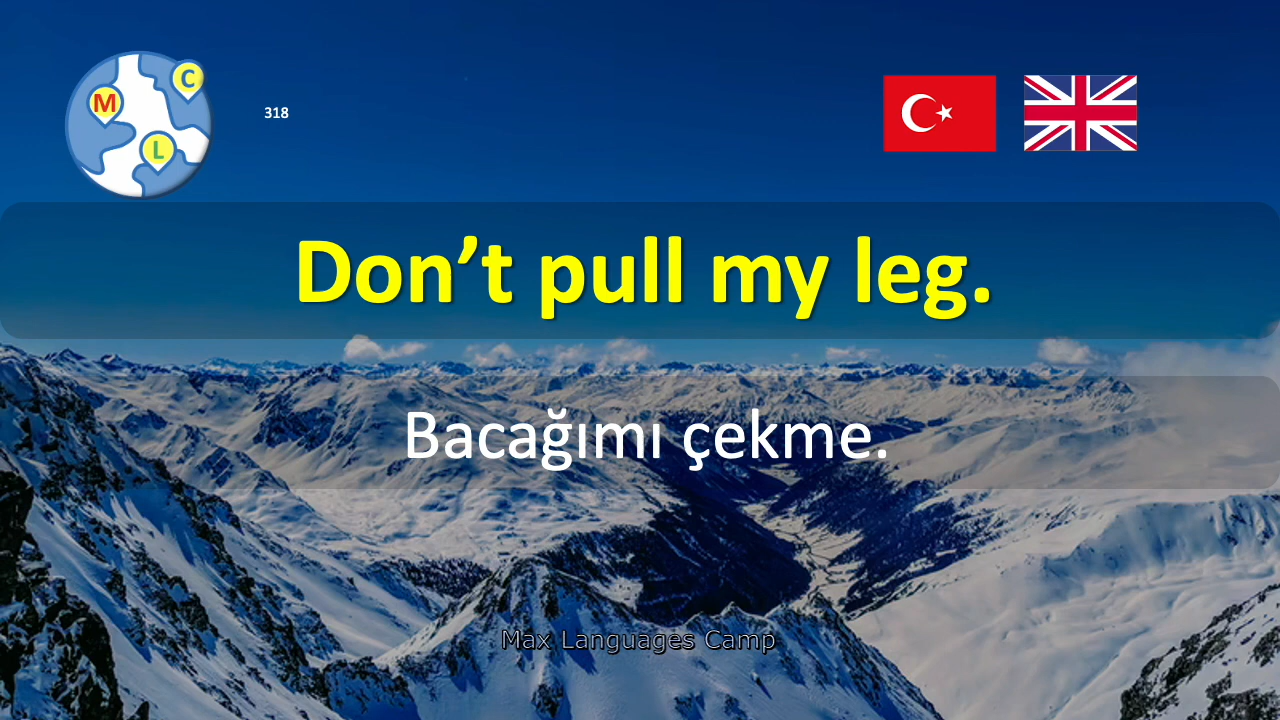 C
M
L
318
Don’t pull my leg.
Bacağımı çekme.
Max Languages Camp